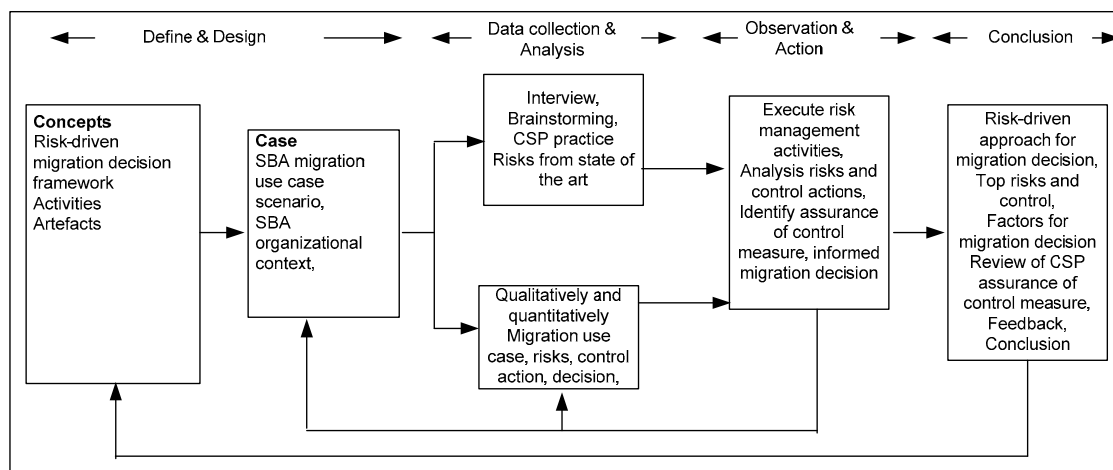 Define & Design
Data collection &
Analysis
Observation &
Action
Conclusion
Concepts
Risk-driven
migration decision
framework
Activities
Artefacts
Case
SBA migration
use case
scenario,
SBA
organizational
context,
Interview,
Brainstorming,
CSP practice
Risks from state of
the art
Qualitatively and
quantitatively
Migration use
case, risks, control
action, decision,
Execute risk
management
activities,
Analysis risks and
control actions,
Identify assurance
of control
measure, informed
migration decision
Risk-driven
approach for
migration decision,
Top risks and
control,
Factors for
migration decision
Review of CSP
assurance of
control measure,
Feedback,
Conclusion